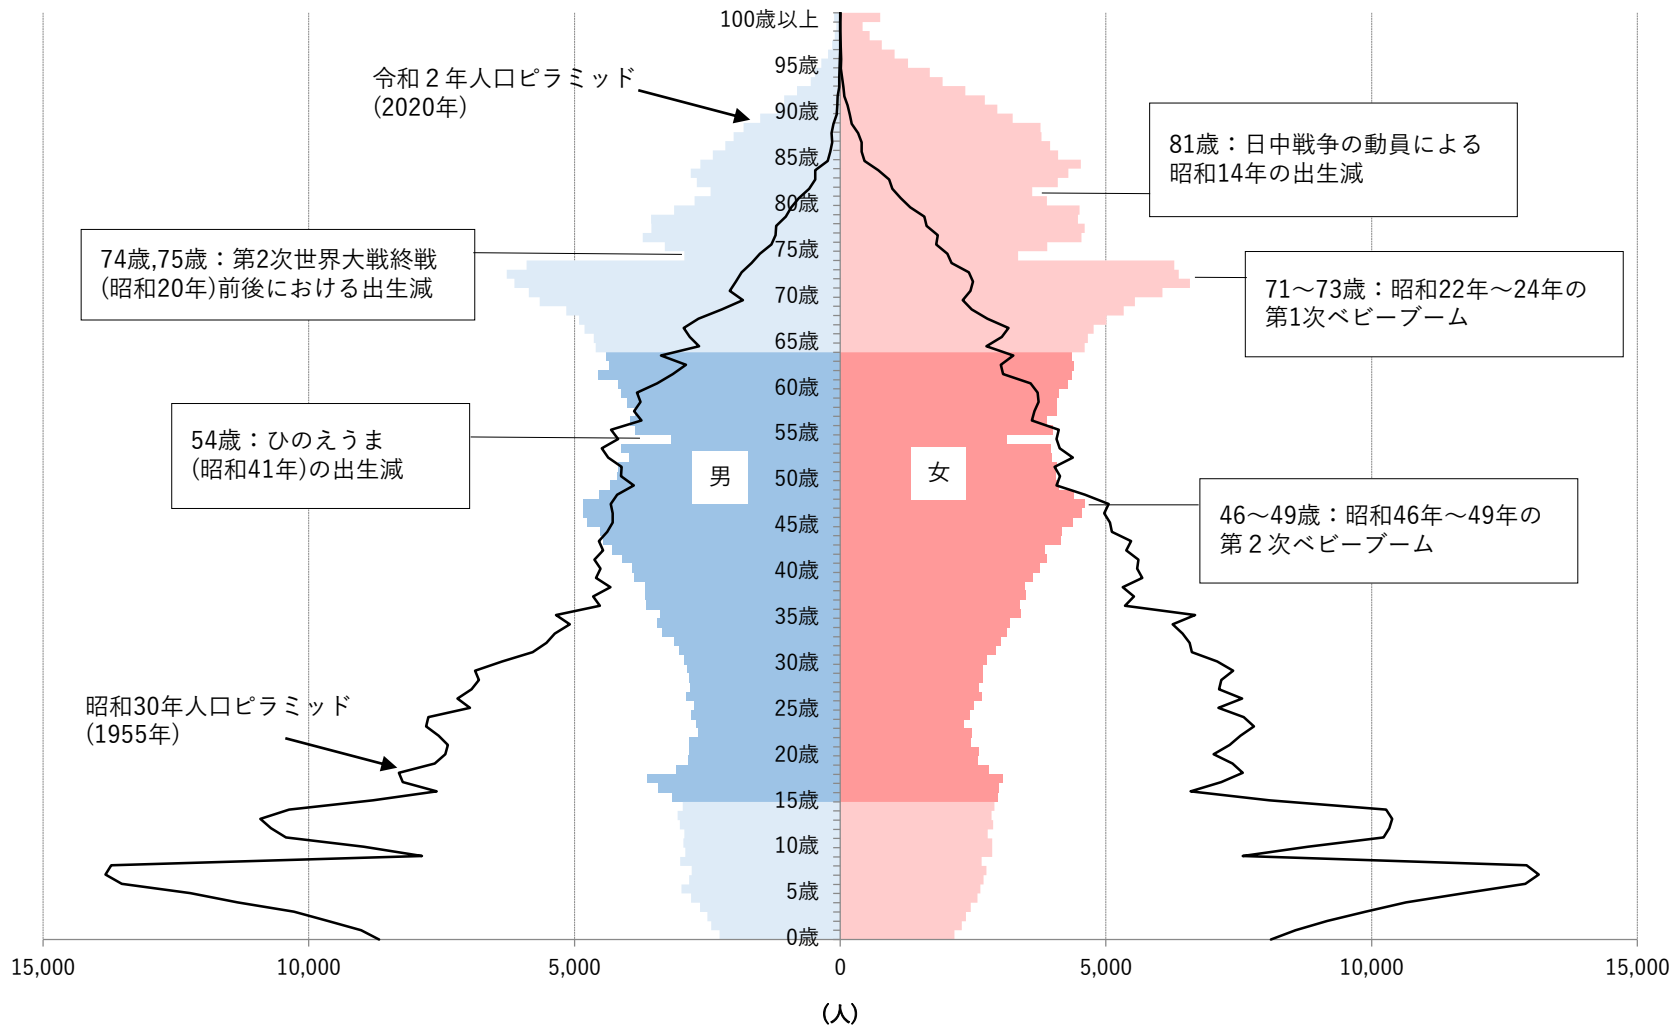 100歳以上
95歳
90歳
85歳
80歳
75歳
70歳
65歳
60歳
55歳
50歳
45歳
40歳
35歳
30歳
25歳
20歳
15歳
10歳
5歳
0歳
令和２年人口ピラミッド
(2020年)
74歳,75歳：第2次世界大戦終戦
(昭和20年)前後における出生減
54歳：ひのえうま
(昭和41年)の出生減
昭和30年人口ピラミッド
(1955年)
男
女
81歳：日中戦争の動員による
昭和14年の出生減
71～73歳：昭和22年～24年の
第1次ベビーブーム
46～49歳：昭和46年～49年の
第２次ベビーブーム
15,000
10,000
5,000
0
5,000
10,000
15,000
(人)